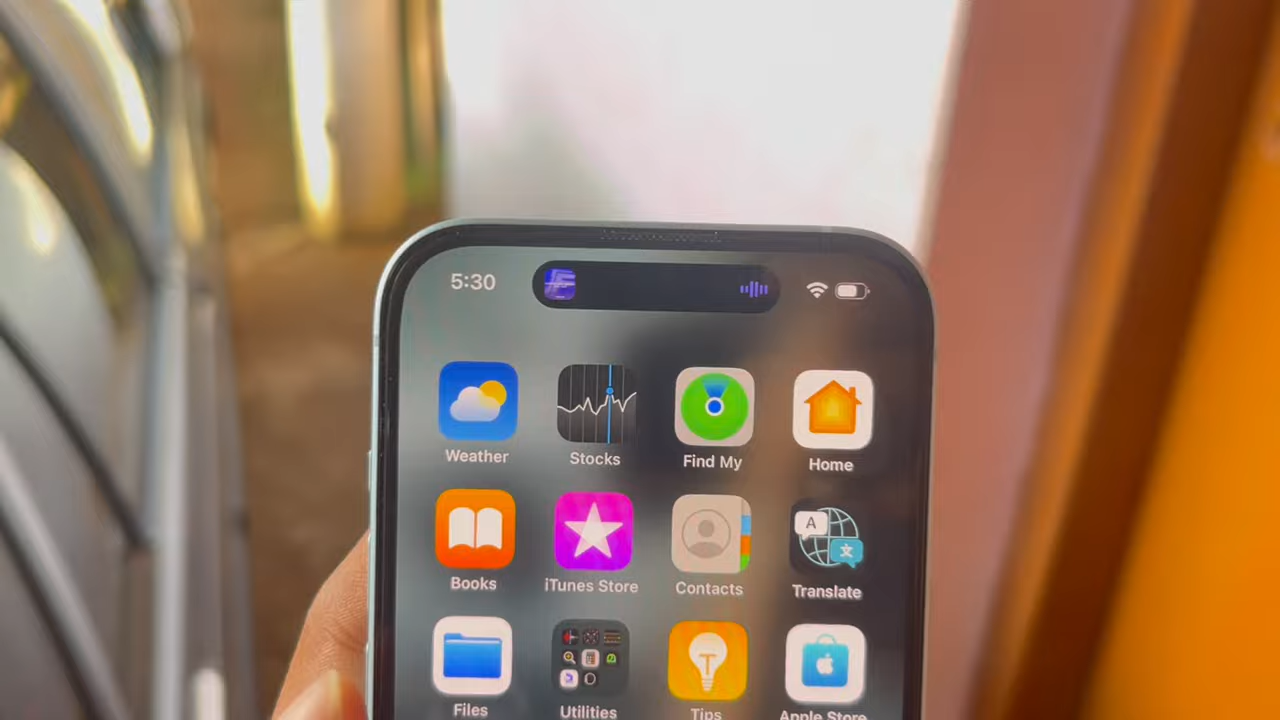 5:30
Weather Stocks Find My Home
A
文
Books iTunes Store Contacts Translate
Files Utilities Tips Apple Store